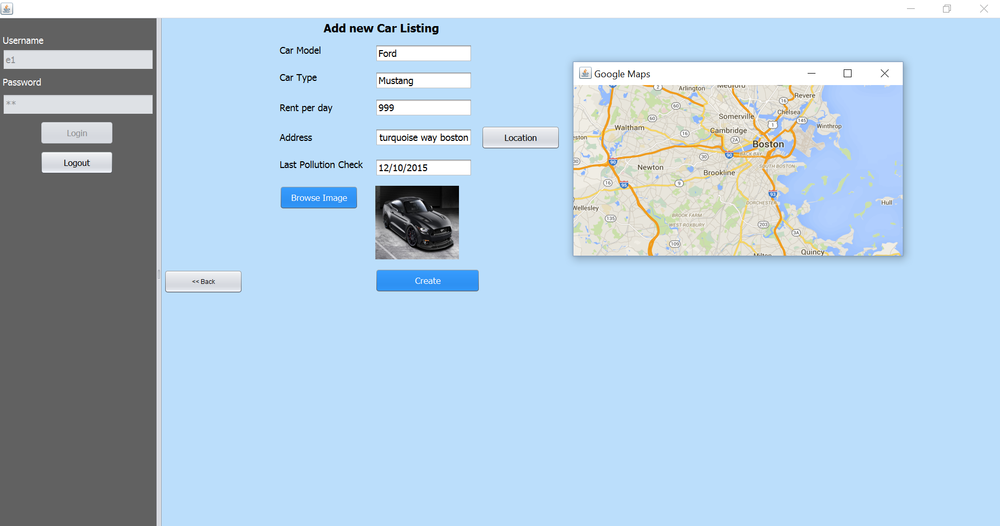 Username
e1
Password
**
Login
Logout
Add new Car Listing
Car Model
Ford
Car Type
Mustang
Rent per day
999
Address
turquoise way boston
Location
Last Pollution Check
12/10/2015
Browse Image
<< Back
Create
Google Maps
Arlington
2
Medford
16
Revere
60
Chelsea
60
Somerville
1
145
Waltham
Cambridge
Winthrop
16
eston
2A
Boston
90
BACK BAY
30
30
90
Newton
SOUTH BOSTON
Brookline
16
95
9
93
DORCHESTER
Hull
Wellesley
135
BROOK FARM
WEST ROXBURY
203
3A
109
Milton
Quincy